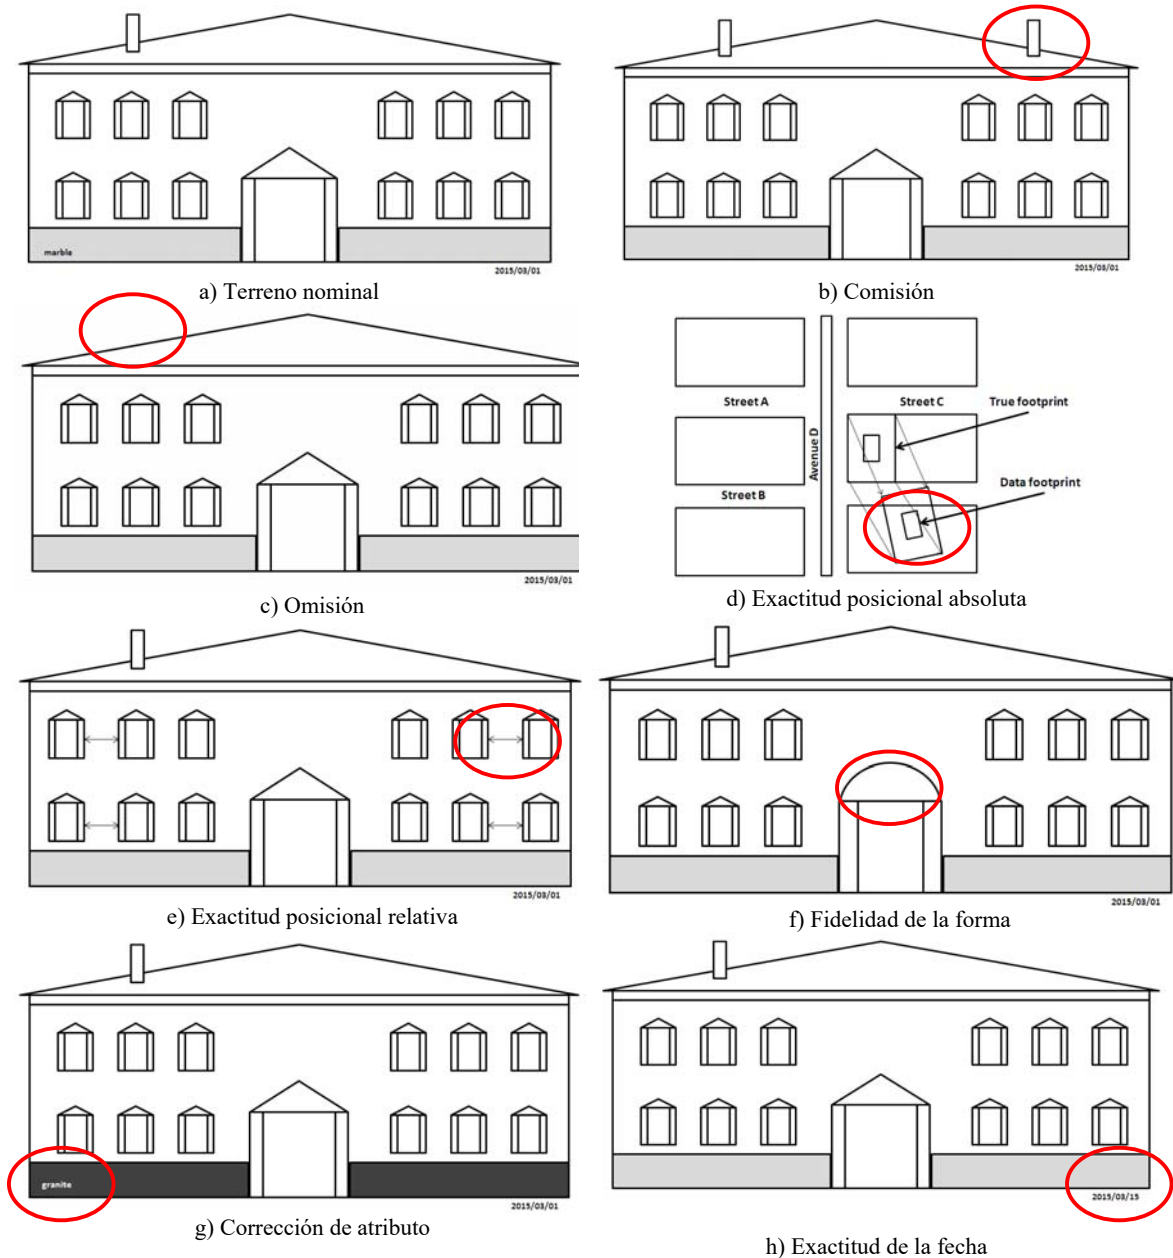 marble
2015/03/01
a) Terreno nominal
2015/03/01
b) Comisión
2015/03/01
c) Omisión
Street A
Street C
True footprint
Avenue D
Data footprint
Street B
d) Exactitud posicional absoluta
2015/03/01
e) Exactitud posicional relativa
2015/03/01
f) Fidelidad de la forma
granite
2015/03/01
g) Corrección de atributo
2015/03/15
h) Exactitud de la fecha